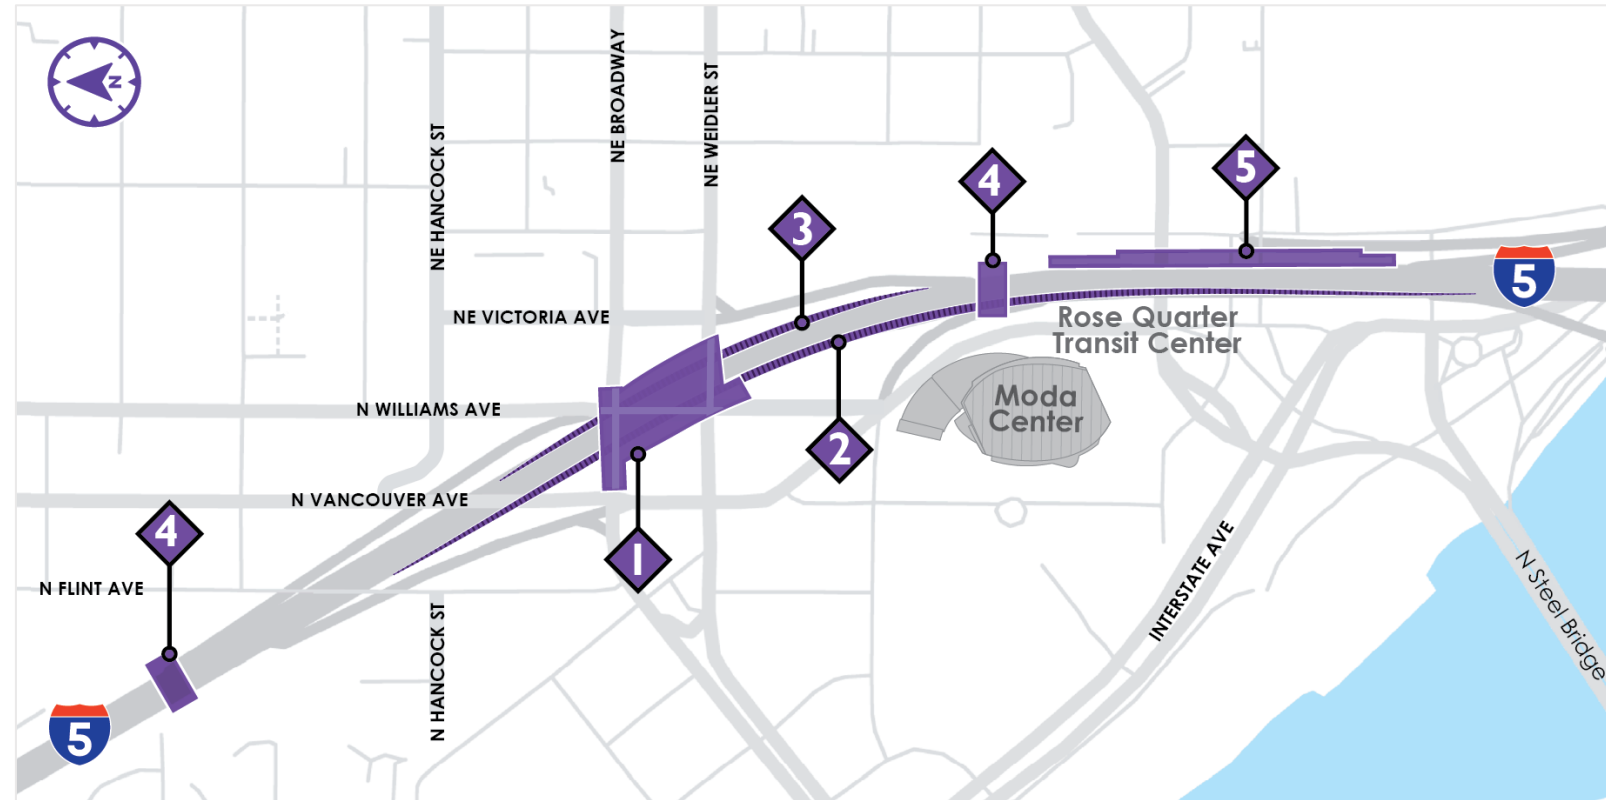 N
NE BROADWAY
NE WEIDLER ST
NE HANCOCK ST
4
5
3
5
NE VICTORIA AVE
Rose Quarter
Transit Center
Moda
Center
N WILLIAMS AVE
2
N VANCOUVER AVE
4
1
N FLINT AVE
INTERSTATE AVE
N Steel Bridge
N HANCOCK ST
5